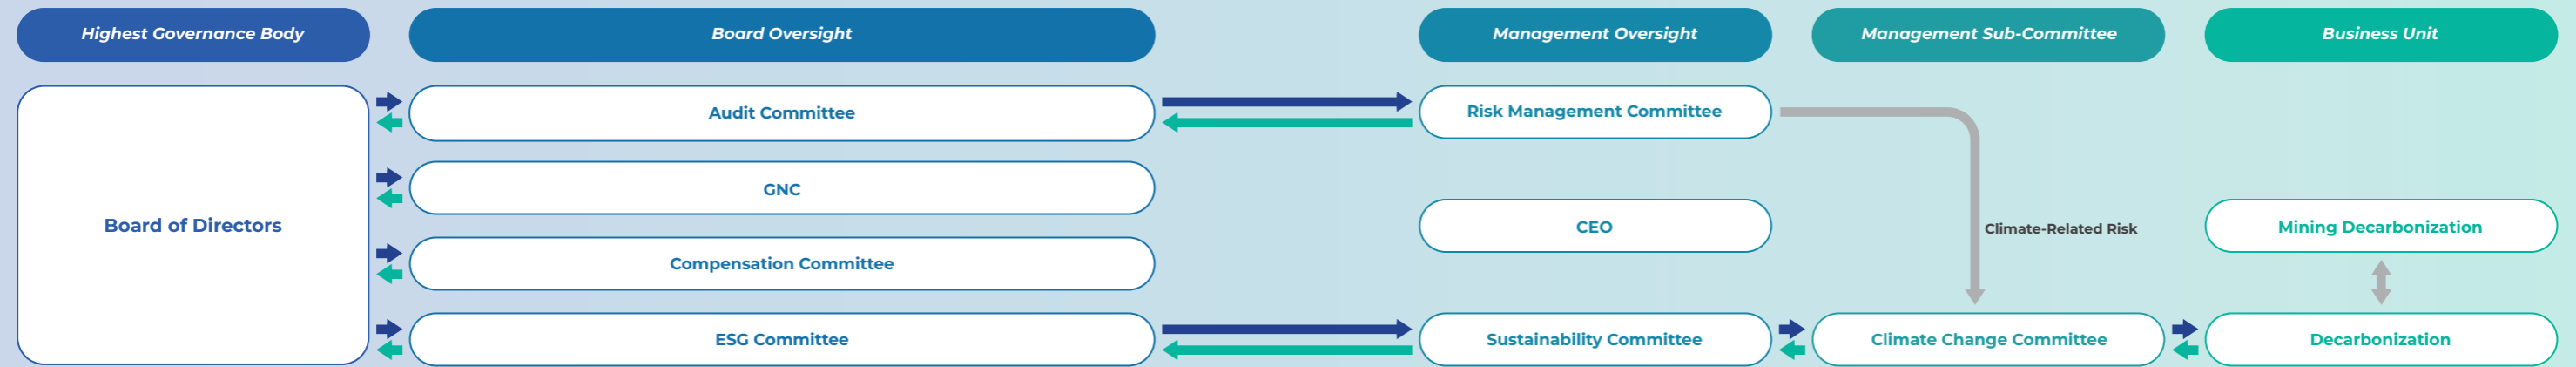 Highest Governance Body
Board Oversight
Management Oversight
Management Sub-Committee
Business Unit
Board of Directors
Audit Committee
GNC
Compensation Committee
ESG Committee
Risk Management Committee
CEO
Sustainability Committee
Climate-Related Risk
Climate Change Committee
Mining Decarbonization
Decarbonization